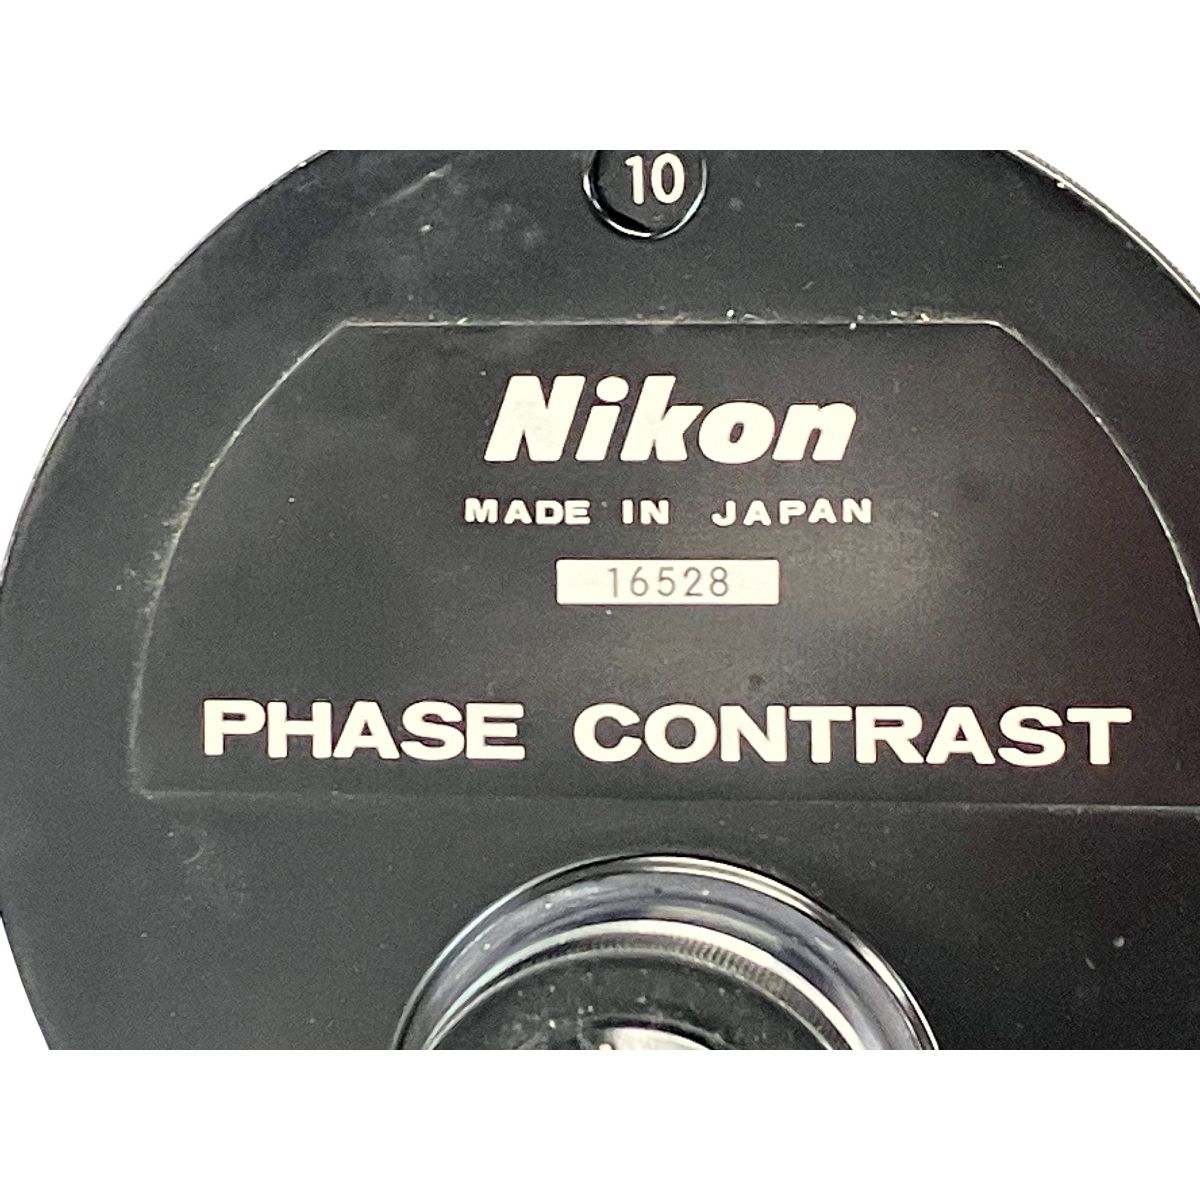 10
Nikon
MADE IN JAPAN
16528
PHASE CONTRAST